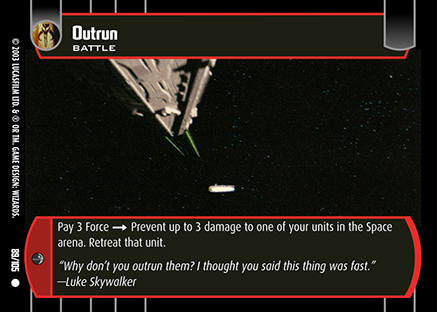 Outrun
BATTLE
Pay 3 Force → Prevent up to 3 damage to one of your units in the Space
arena. Retreat that unit.
"Why don't you outrun them? I thought you said this thing was fast."
—Luke Skywalker
© 2003 LUCASFILM LTD. & ® OR TM. GAME DESIGN: WIZARDS.
89/105